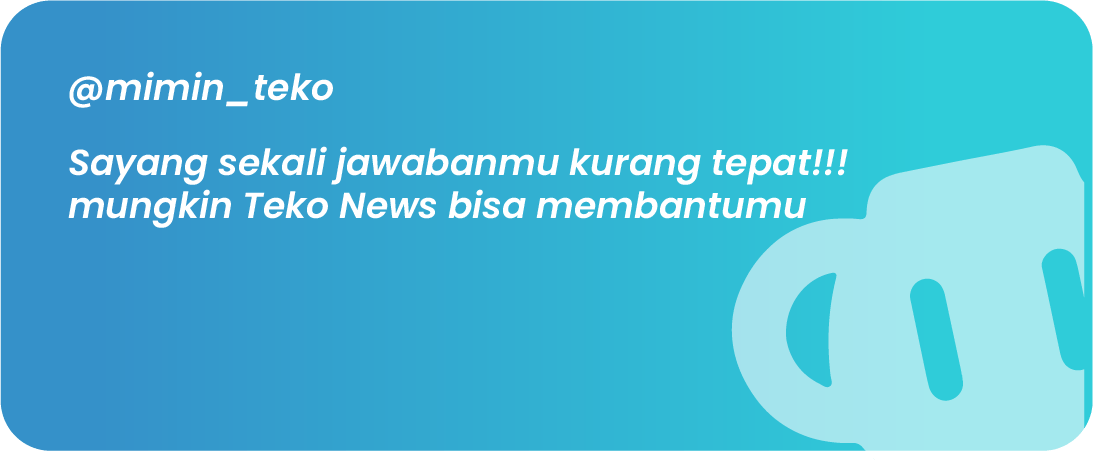 @mimin_teko
Sayang sekali jawabanmu kurang tepat!!!
mungkin Teko News bisa membantumu